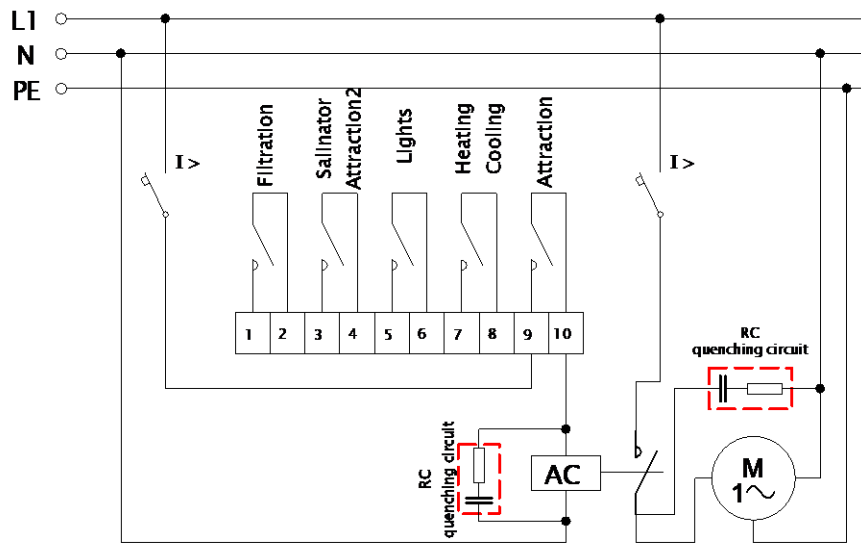 L1
N
PE
I >
I >
Filtration
Salinator
Attraction2
Lights
Heating
Cooling
Attraction
1 2 3 4 5 6 7 8 9 10
RC
quenching circuit
RC
quenching circuit
AC
M
1~